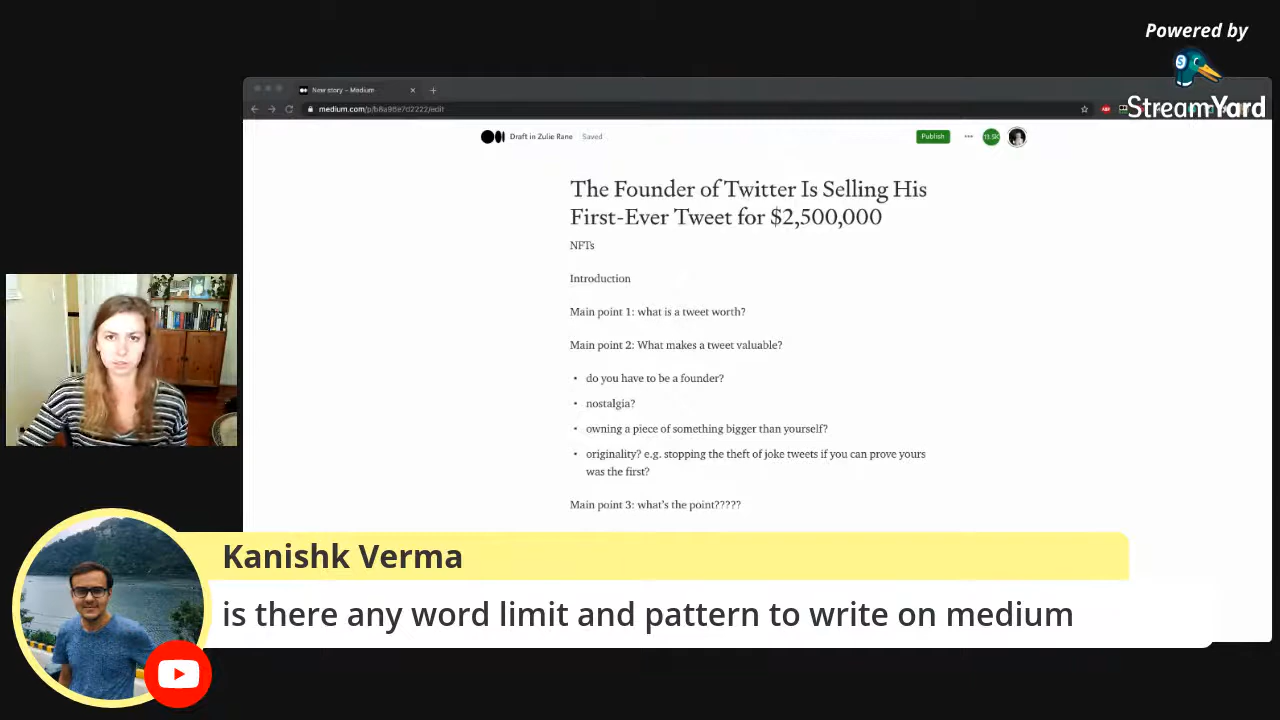 Powered by
StreamYard
New story – Medium
medium.com/p/b8a98e7d2222/edit
Draft in Zulie Rane Saved
Publish
The Founder of Twitter Is Selling His
First-Ever Tweet for $2,500,000
NFTs
Introduction
Main point 1: what is a tweet worth?
Main point 2: What makes a tweet valuable?
• do you have to be a founder?
• nostalgia?
• owning a piece of something bigger than yourself?
• originality? e.g. stopping the theft of joke tweets if you can prove yours
was the first?
Main point 3: what's the point?????
Kanishk Verma
is there any word limit and pattern to write on medium